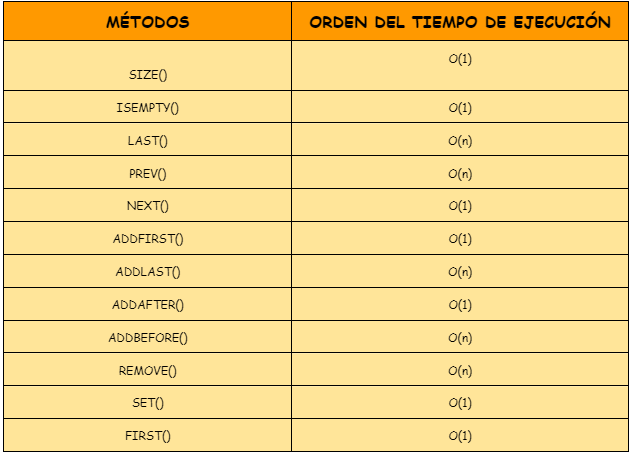 MÉTODOS ORDEN DEL TIEMPO DE EJECUCIÓN
SIZE() O(1)
ISEMPTY() O(1)
LAST() O(n)
PREV() O(n)
NEXT() O(1)
ADDFIRST() O(1)
ADDLAST() O(n)
ADDAFTER() O(1)
ADDBEFORE() O(n)
REMOVE() O(n)
SET() O(1)
FIRST() O(1)